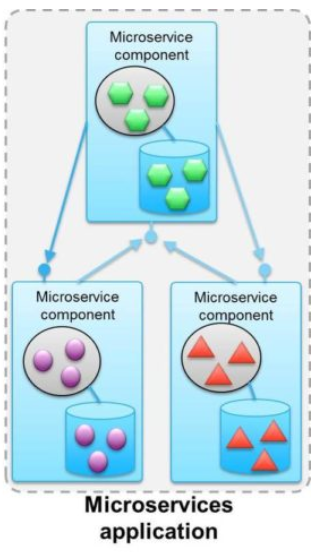 Microservice
component
Microservice
component
Microservice
component
Microservices
application